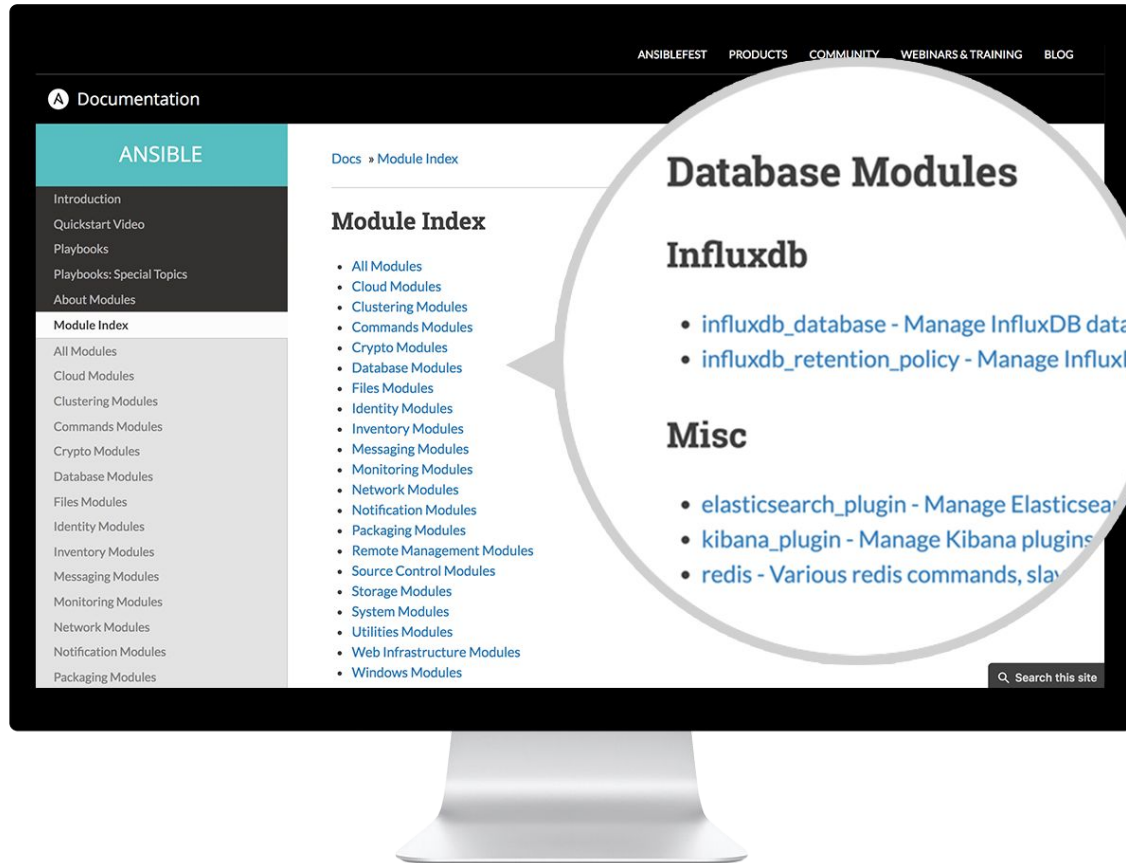 ANSIBLEFEST PRODUCTS COMMUNITY WEBINARS & TRAINING BLOG
Documentation
ANSIBLE
Introduction
Quickstart Video
Playbooks
Playbooks: Special Topics
About Modules
Module Index
All Modules
Cloud Modules
Clustering Modules
Commands Modules
Crypto Modules
Database Modules
Files Modules
Identity Modules
Inventory Modules
Messaging Modules
Monitoring Modules
Network Modules
Notification Modules
Packaging Modules
Docs » Module Index
Module Index
• All Modules
• Cloud Modules
• Clustering Modules
• Commands Modules
• Crypto Modules
• Database Modules
• Files Modules
• Identity Modules
• Inventory Modules
• Messaging Modules
• Monitoring Modules
• Network Modules
• Notification Modules
• Packaging Modules
• Remote Management Modules
• Source Control Modules
• Storage Modules
• System Modules
• Utilities Modules
• Web Infrastructure Modules
• Windows Modules
Database Modules
Influxdb
• influxdb_database - Manage InfluxDB data
• influxdb_retention_policy - Manage Influx
Misc
• elasticsearch_plugin - Manage Elasticsear
• kibana_plugin - Manage Kibana plugins
• redis - Various redis commands, slav
Search this site